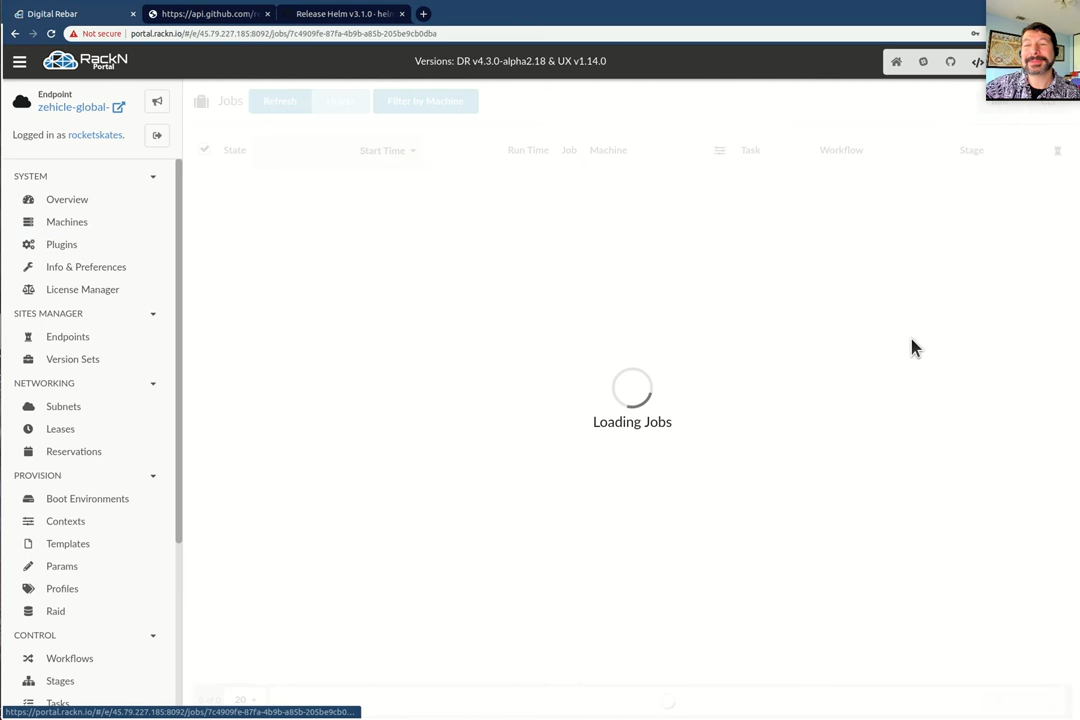 Digital Rebar
https://api.github.com/r
Release Helm v3.1.0 · hel
Not secure
portal.rackn.io/#/e/45.79.227.185:8092/jobs/7c4909fe-87fa-4b9b-a85b-205be9cb0dba
RackN
Portal
Versions: DR v4.3.0-alpha2.18 & UX v1.14.0
Endpoint
zehicle-global-
Logged in as rocketskates.
Jobs
Refresh
Filter by Machine
State
Start Time
Run Time
Job
Machine
Task
Workflow
Stage
SYSTEM
Overview
Machines
Plugins
Info & Preferences
License Manager
SITES MANAGER
Endpoints
Version Sets
NETWORKING
Subnets
Leases
Reservations
PROVISION
Boot Environments
Contexts
Templates
Params
Profiles
Raid
CONTROL
Workflows
Stages
Tasks
Loading Jobs
20
https://portal.rackn.io/#/e/45.79.227.185:8092/jobs/7c4909fe-87fa-4b9b-a85b-205be9cb0...